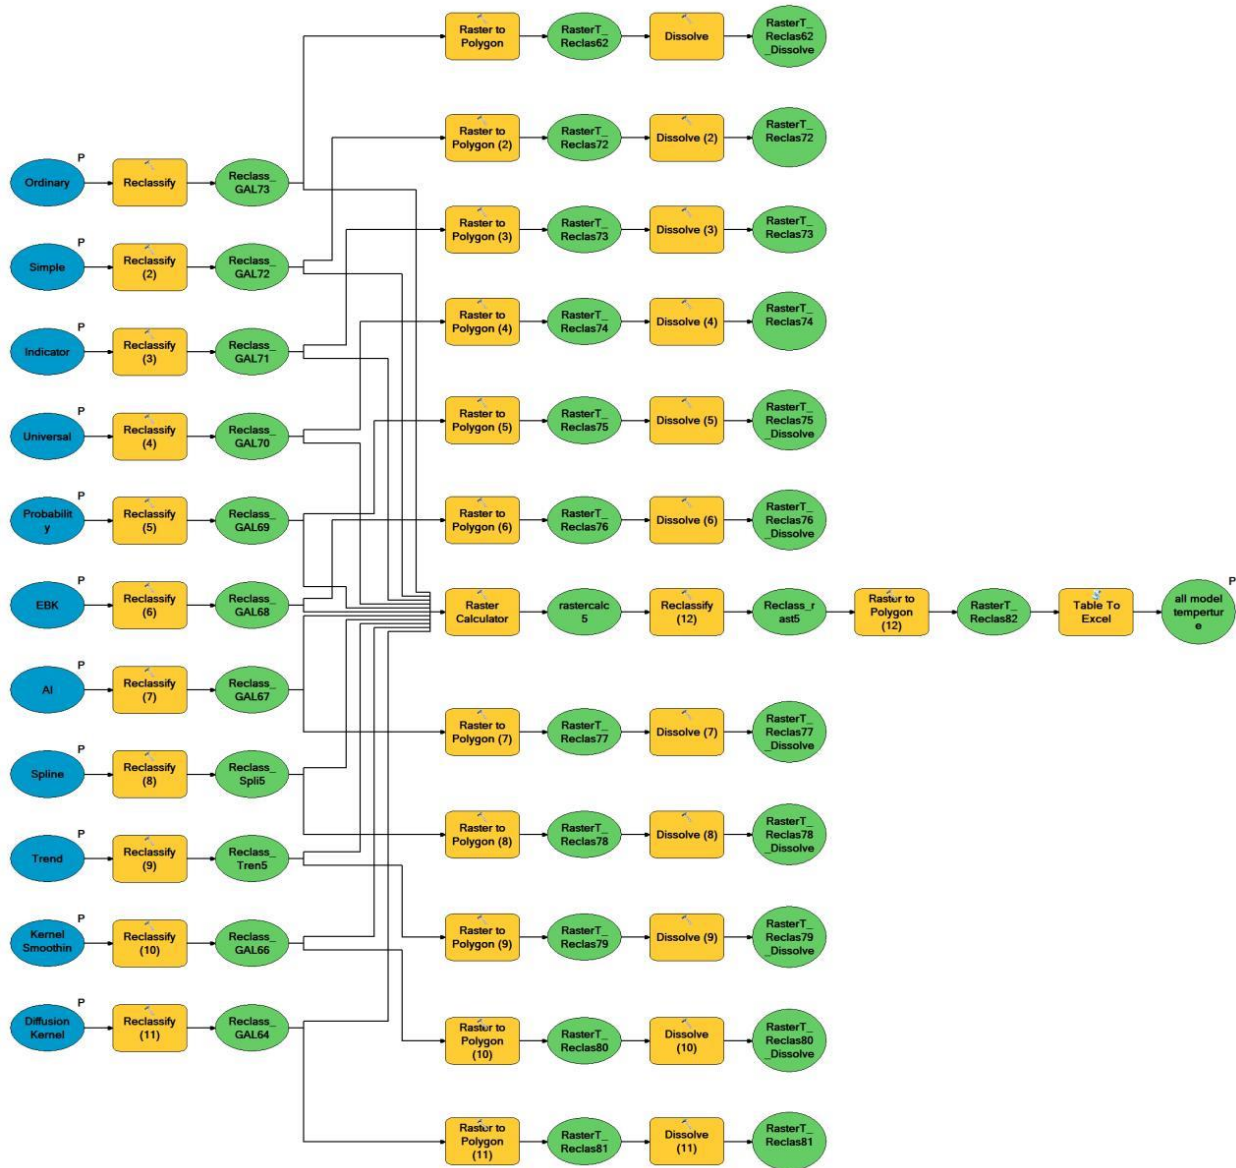 Raster to
Polygon
RasterT_
Reclas62
Dissolve
RasterT_
Reclas62
_Dissolve
Raster to
Polygon (2)
RasterT_
Reclas72
Dissolve (2)
RasterT_
Reclas72
P
Ordinary
Reclassify
Reclass_
GAL73
Raster to
Polygon (3)
RasterT_
Reclas73
Dissolve (3)
RasterT_
Reclas73
P
Simple
Reclassify
(2)
Reclass_
GAL72
Raster to
Polygon (4)
RasterT_
Reclas74
Dissolve (4)
RasterT_
Reclas74
P
Indicator
Reclassify
(3)
Reclass_
GAL71
Raster to
Polygon (5)
RasterT_
Reclas75
Dissolve (5)
RasterT_
Reclas75
_Dissolve
P
Universal
Reclassify
(4)
Reclass_
GAL70
Raster to
Polygon (6)
RasterT_
Reclas76
Dissolve (6)
RasterT_
Reclas76
_Dissolve
P
Probabilit
y
Reclassify
(5)
Reclass_
GAL69
P
EBK
Reclassify
(6)
Reclass_
GAL68
Raster
Calculator
rastercalc
5
Reclassify
(12)
Reclass_r
ast5
Raster to
Polygon
(12)
RasterT_
Reclas82
Table To
Excel
P
all model
tempertur
e
P
AI
Reclassify
(7)
Reclass_
GAL67
Raster to
Polygon (7)
RasterT_
Reclas77
Dissolve (7)
RasterT_
Reclas77
_Dissolve
P
Spline
Reclassify
(8)
Reclass_
Spli5
Raster to
Polygon (8)
RasterT_
Reclas78
Dissolve (8)
RasterT_
Reclas78
_Dissolve
P
Trend
Reclassify
(9)
Reclass_
Tren5
Raster to
Polygon (9)
RasterT_
Reclas79
Dissolve (9)
RasterT_
Reclas79
_Dissolve
P
Kernel
Smoothin
Reclassify
(10)
Reclass_
GAL66
Raster to
Polygon
(10)
RasterT_
Reclas80
Dissolve
(10)
RasterT_
Reclas80
_Dissolve
P
Diffusion
Kernel
Reclassify
(11)
Reclass_
GAL64
Raster to
Polygon
(11)
RasterT_
Reclas81
Dissolve
(11)
RasterT_
Reclas81